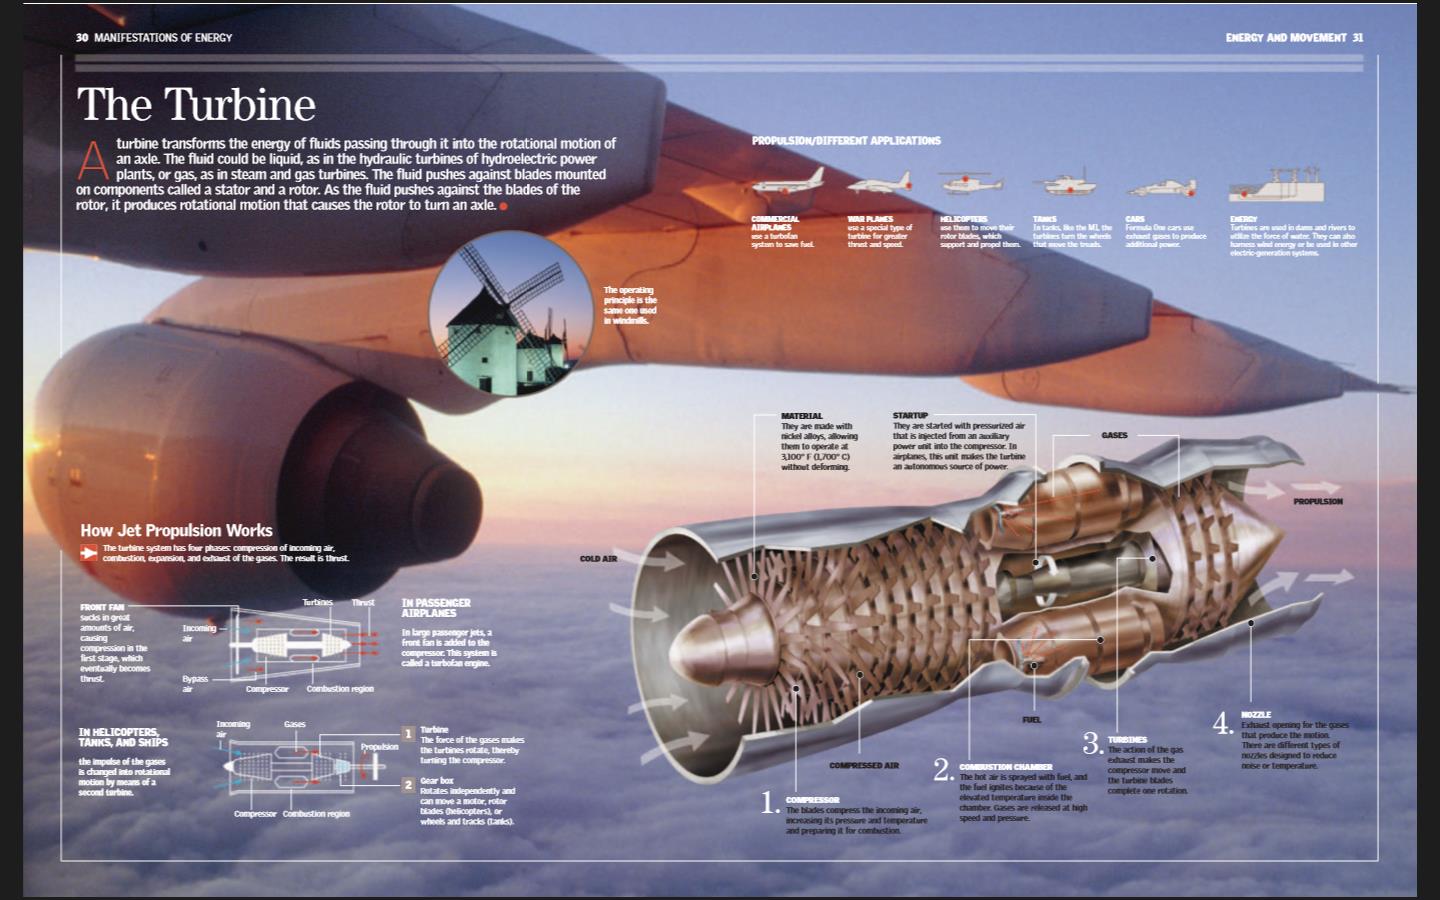 30 MANIFESTATIONS OF ENERGY
ENERGY AND MOVEMENT 31
The Turbine
A turbine transforms the energy of fluids passing through it into the rotational motion of
an axle. The fluid could be liquid, as in the hydraulic turbines of hydroelectric power
plants, or gas, as in steam and gas turbines. The fluid pushes against blades mounted
on components called a stator and a rotor. As the fluid pushes against the blades of the
rotor, it produces rotational motion that causes the rotor to turn an axle.
The operating
principle is the
same one used
in windmills.
PROPULSION/DIFFERENT APPLICATIONS
COMMERCIAL
AIRPLANES
use a turbofan
system to save fuel.
WAR PLANES
use a special type of
turbine for greater
thrust and speed.
HELICOPTERS
use them to move their
rotor blades, which
support and propel them.
TANKS
In tanks, like the M1, the
turbines turn the wheels
that move the treads.
CARS
Formula One cars use
exhaust gases to produce
additional power.
ENERGY
Turbines are used in dams and rivers to
utilize the force of water. They can also
harness wind energy or be used in other
electric-generation systems.
MATERIAL
They are made with
nickel alloys, allowing
them to operate at
3,100° F (1,700° C)
without deforming.
STARTUP
They are started with pressurized air
that is injected from an auxiliary
power unit into the compressor. In
airplanes, this unit makes the turbine
an autonomous source of power.
GASES
PROPULSION
COLD AIR
How Jet Propulsion Works
The turbine system has four phases: compression of incoming air,
combustion, expansion, and exhaust of the gases. The result is thrust.
FRONT FAN
sucks in great
amounts of air,
causing
compression in the
first stage, which
eventually becomes
thrust.
Turbines
Thrust
Incoming
air
Bypass
air
Compressor
Combustion region
IN PASSENGER
AIRPLANES
In large passenger jets, a
front fan is added to the
compressor. This system is
called a turbofan engine.
IN HELICOPTERS,
TANKS, AND SHIPS
the impulse of the gases
is changed into rotational
motion by means of a
second turbine.
Incoming
air
Gases
Propulsion
Compressor
Combustion region
1 Turbine
The force of the gases makes
the turbines rotate, thereby
turning the compressor.
2 Gear box
Rotates independently and
can move a motor, rotor
blades (helicopters), or
wheels and tracks (tanks).
FUEL
COMPRESSED AIR
1. COMPRESSOR
The blades compress the incoming air,
increasing its pressure and temperature
and preparing it for combustion.
2. COMBUSTION CHAMBER
The hot air is sprayed with fuel, and
the fuel ignites because of the
elevated temperature inside the
chamber. Gases are released at high
speed and pressure.
3. TURBINES
The action of the gas
exhaust makes the
compressor move and
the turbine blades
complete one rotation.
4. NOZZLE
Exhaust opening for the gases
that produce the motion.
There are different types of
nozzles designed to reduce
noise or temperature.